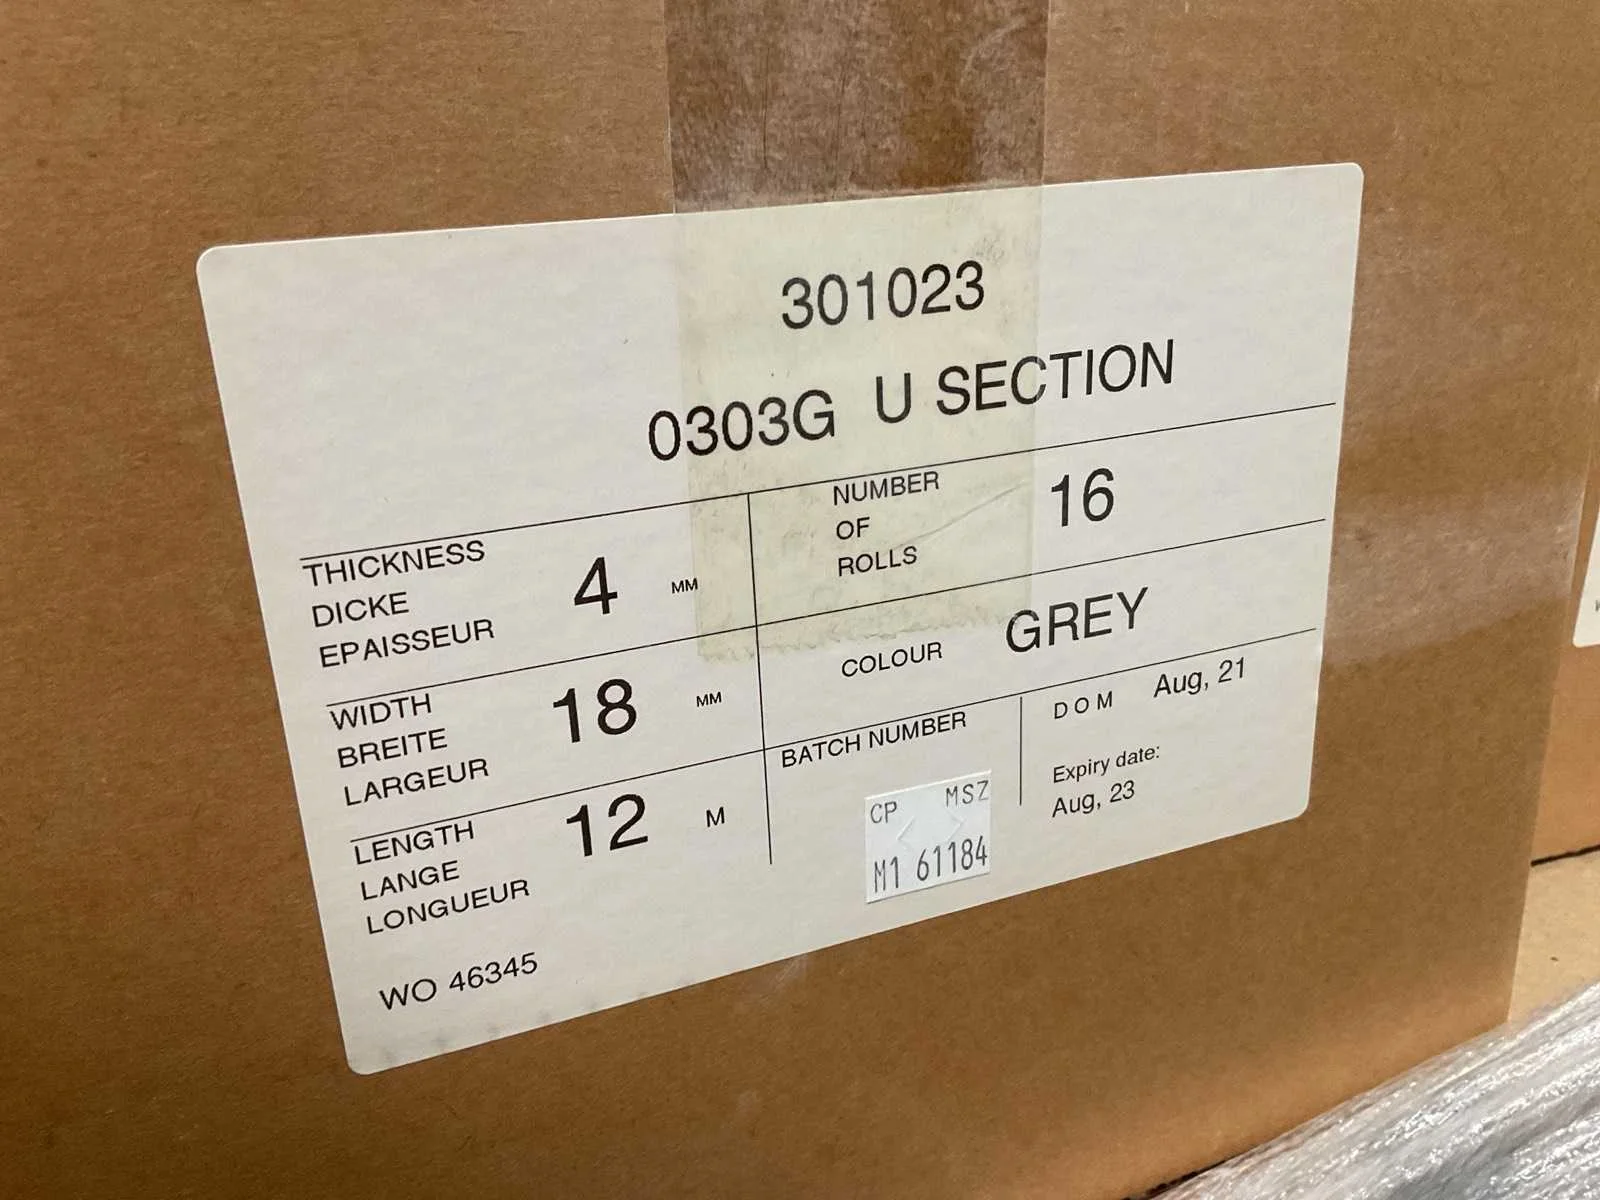 301023
0303G U SECTION
THICKNESS
DICKE
EPAISSEUR
4 MM
NUMBER
OF
ROLLS
16
WIDTH
BREITE
LARGEUR
18 MM
COLOUR GREY
LENGTH
LANGE
LONGUEUR
12 M
BATCH NUMBER
CP MSZ
M1 61184
D O M Aug, 21
Expiry date:
Aug, 23
WO 46345